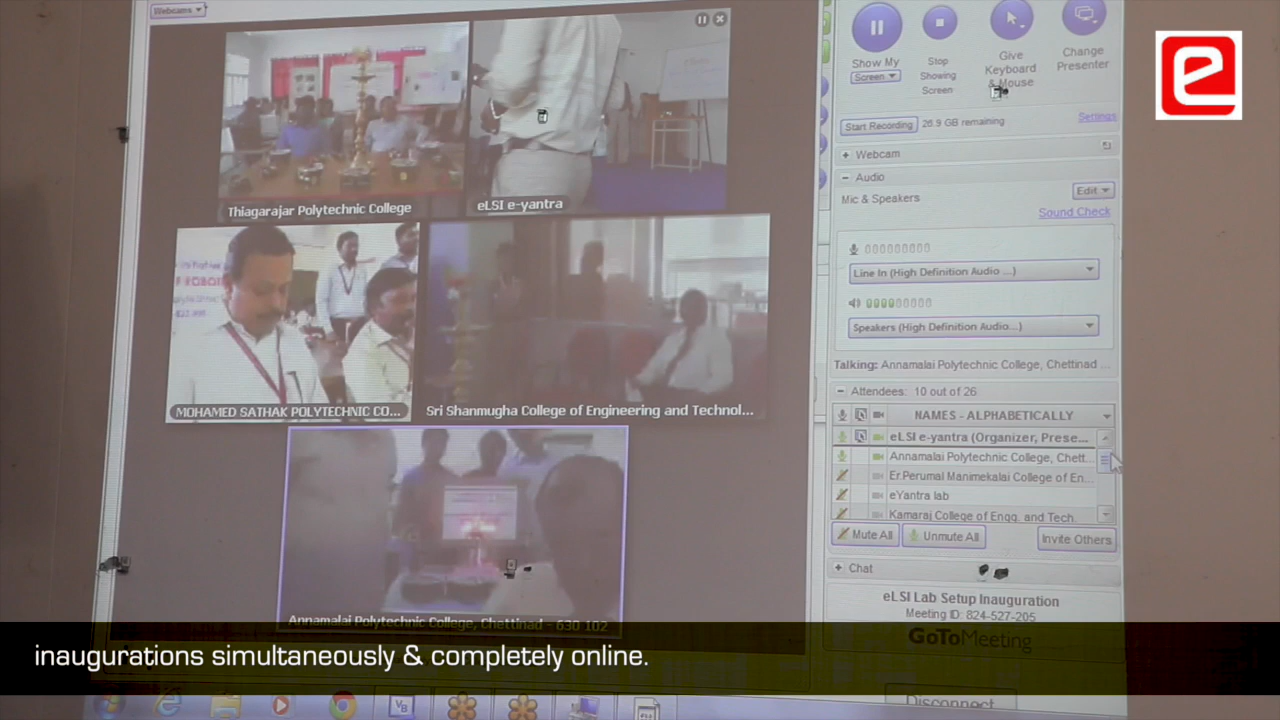 Webcams
Thiagarajar Polytechnic College
eLSI e-yantra
MOHAMED SATHAK POLYTECHNIC CO...
Sri Shanmugha College of Engineering and Technol...
Annamalai Polytechnic College, Chettinad - 630 102
Show My
Screen
Stop
Showing
Screen
Give
Keyboard
& Mouse
Change
Presenter
Start Recording
26.9 GB remaining
Settings
Webcam
Audio
Mic & Speakers
Edit
Sound Check
Line In (High Definition Audio ...)
Speakers (High Definition Audio...)
Talking: Annamalai Polytechnic College, Chettinad ...
Attendees: 10 out of 26
NAMES - ALPHABETICALLY
eLSI e-yantra (Organizer, Prese...
Annamalai Polytechnic College, Chett...
Er.Perumal Manimekalai College of En...
eYantra lab
Kamaraj College of Engg. and Tech.
Mute All
Unmute All
Invite Others
Chat
eLSI Lab Setup Inauguration
Meeting ID: 824-527-205
GoToMeeting
Disconnect
inaugurations simultaneously & completely online.
e